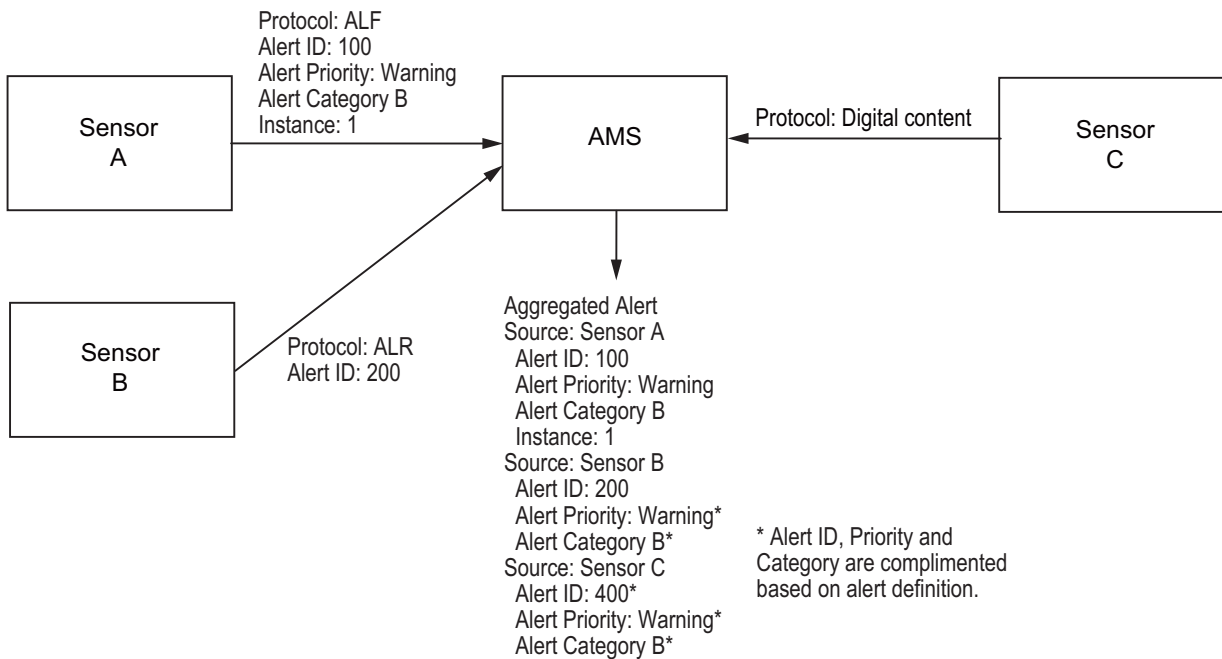 Protocol: ALF
Alert ID: 100
Alert Priority: Warning
Alert Category B
Instance: 1
Sensor
A
AMS
Protocol: Digital content
Sensor
C
Sensor
B
Protocol: ALR
Alert ID: 200
Aggregated Alert
Source: Sensor A
Alert ID: 100
Alert Priority: Warning
Alert Category B
Instance: 1
Source: Sensor B
Alert ID: 200
Alert Priority: Warning*
Alert Category B*
Source: Sensor C
Alert ID: 400*
Alert Priority: Warning*
Alert Category B*
* Alert ID, Priority and
Category are complimented
based on alert definition.